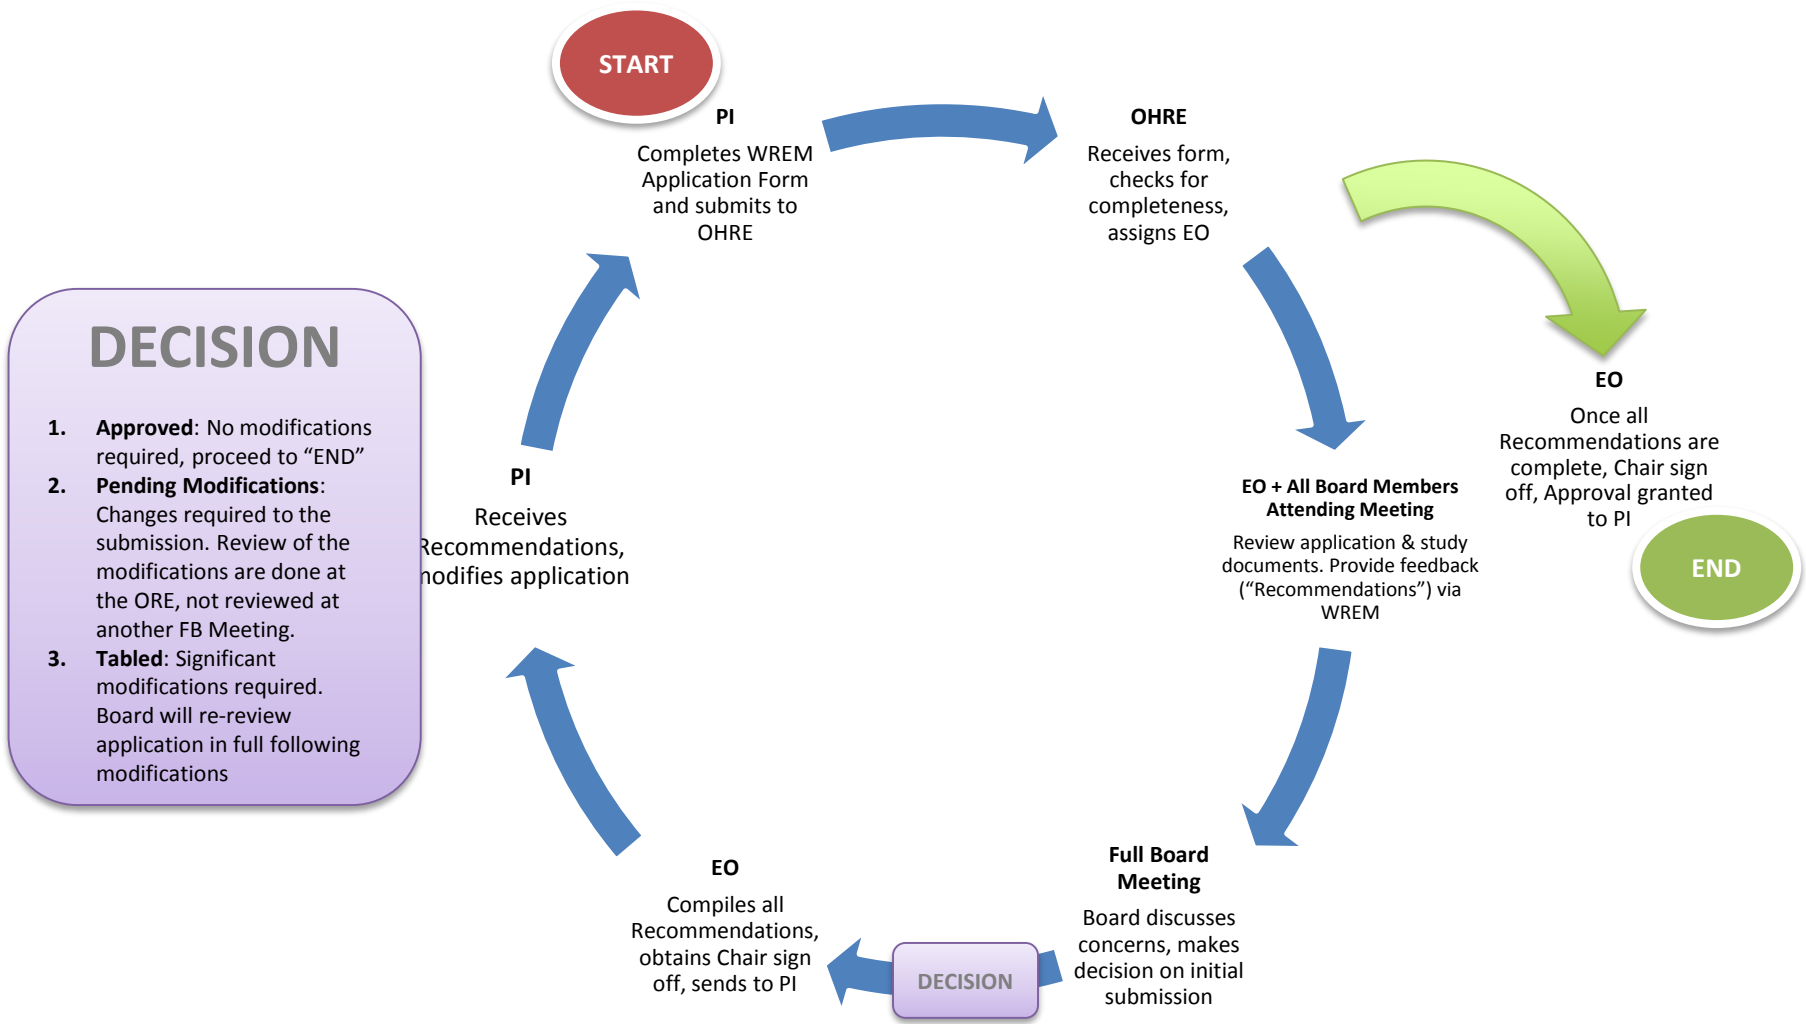 START
PI
Completes WREM
Application Form
and submits to
OHRE
OHRE
Receives form,
checks for
completeness,
assigns EO
EO
Once all
Recommendations are
complete, Chair sign
off, Approval granted
to PI
END
EO + All Board Members
Attending Meeting
Review application & study
documents. Provide feedback
(“Recommendations”) via
WREM
Full Board
Meeting
Board discusses
concerns, makes
decision on initial
submission
DECISION
EO
Compiles all
Recommendations,
obtains Chair sign
off, sends to PI
PI
Receives
Recommendations,
modifies application
DECISION
1. Approved: No modifications
required, proceed to “END”
2. Pending Modifications:
Changes required to the
submission. Review of the
modifications are done at
the ORE, not reviewed at
another FB Meeting.
3. Tabled: Significant
modifications required.
Board will re-review
application in full following
modifications